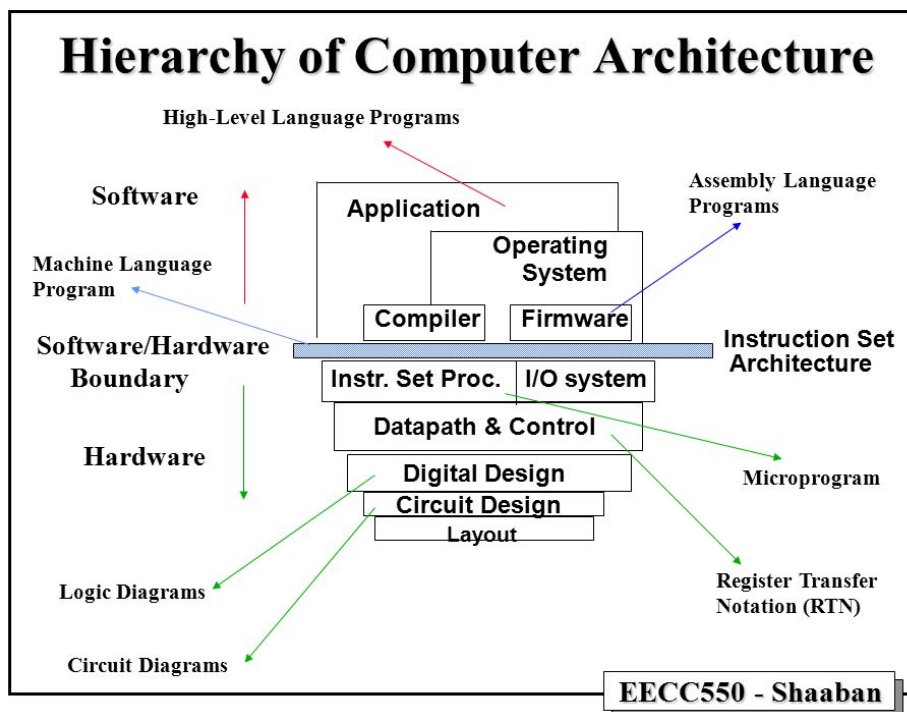 Hierarchy of Computer Architecture
High-Level Language Programs
Software
Application
Assembly Language
Programs
Operating
System
Machine Language
Program
Compiler
Firmware
Software/Hardware
Boundary
Instruction Set
Architecture
Instr. Set Proc.
I/O system
Datapath & Control
Hardware
Digital Design
Microprogram
Circuit Design
Layout
Logic Diagrams
Register Transfer
Notation (RTN)
Circuit Diagrams
EECC550 - Shaaban